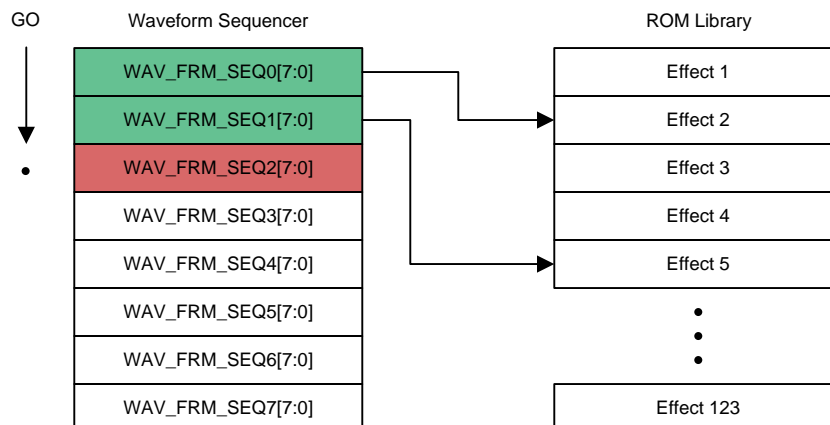 GO
Waveform Sequencer
ROM Library
WAV_FRM_SEQ0[7:0]
Effect 1
WAV_FRM_SEQ1[7:0]
Effect 2
WAV_FRM_SEQ2[7:0]
Effect 3
WAV_FRM_SEQ3[7:0]
Effect 4
WAV_FRM_SEQ4[7:0]
Effect 5
WAV_FRM_SEQ5[7:0]
WAV_FRM_SEQ6[7:0]
WAV_FRM_SEQ7[7:0]
Effect 123